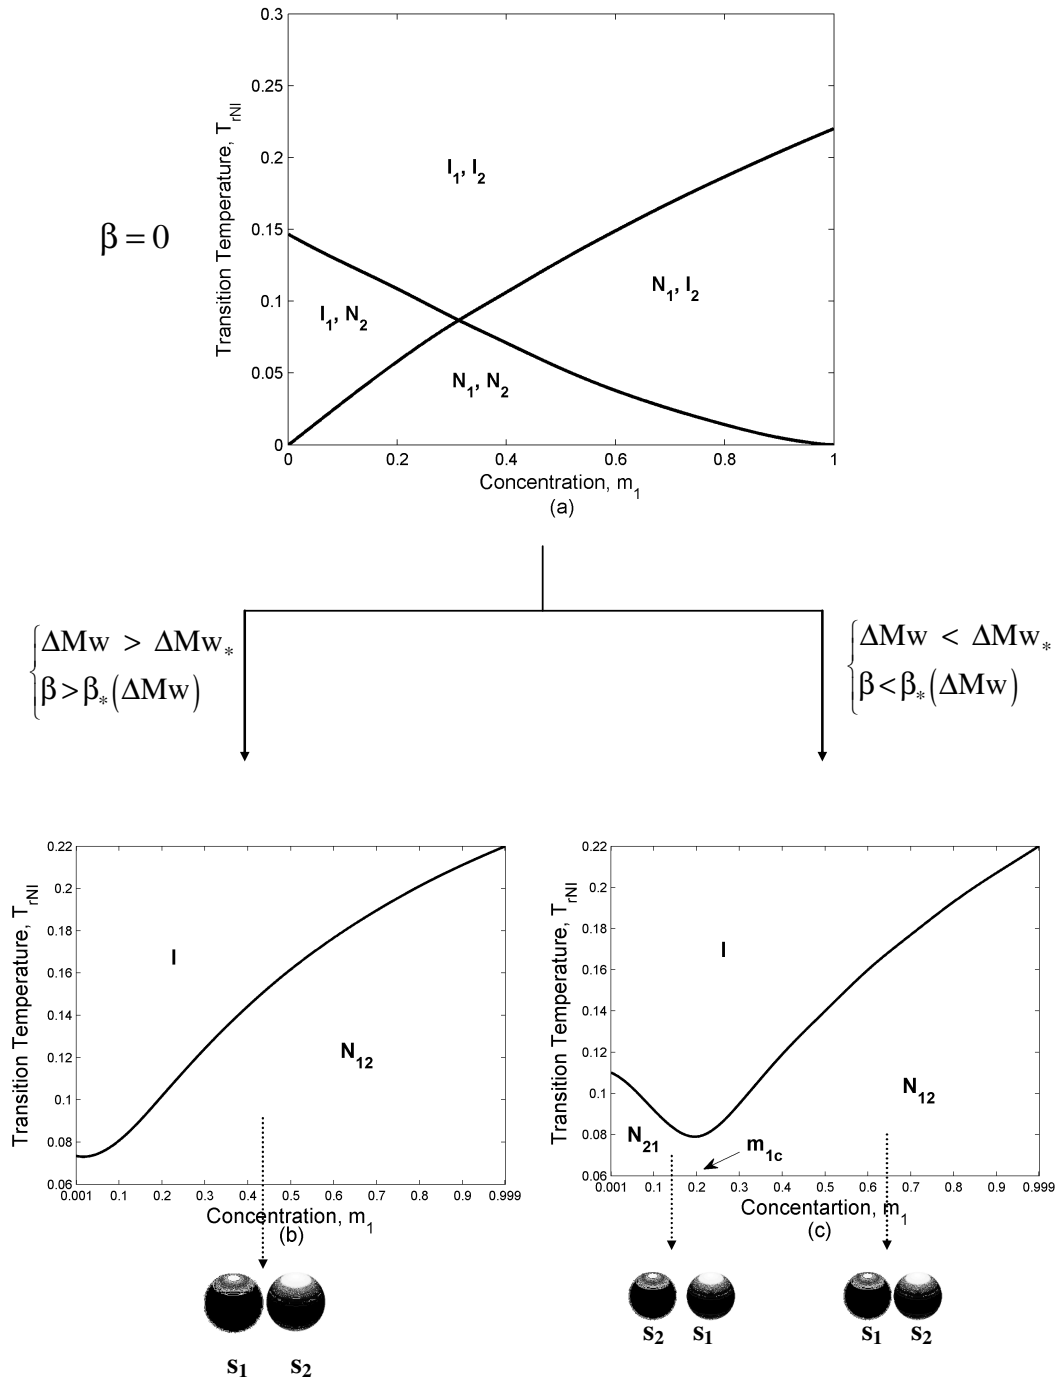 0.3
0.25
0.2
0.15
0.1
0.05
0
Transition Temperature, T_rNI
I_1, I_2
N_1, I_2
I_1, N_2
N_1, N_2
β = 0
0 0.2 0.4 0.6 0.8 1
Concentration, m_1
(a)
ΔMw > ΔMw_*
β > β_*(ΔMw)
ΔMw < ΔMw_*
β < β_*(ΔMw)
0.22
0.2
0.18
0.16
0.14
0.12
0.1
0.08
0.06
Transition Temperature, T_rNI
I
N_12
0.001 0.1 0.2 0.3 0.4 0.5 0.6 0.7 0.8 0.9 0.999
Concentration, m_1
(b)
s_1 s_2
0.22
0.2
0.18
0.16
0.14
0.12
0.1
0.08
0.06
Transition Temperature, T_rNI
I
N_12
N_21
m_1c
0.001 0.1 0.2 0.3 0.4 0.5 0.6 0.7 0.8 0.9 0.999
Concentartion, m_1
(c)
s_2 s_1
s_1 s_2